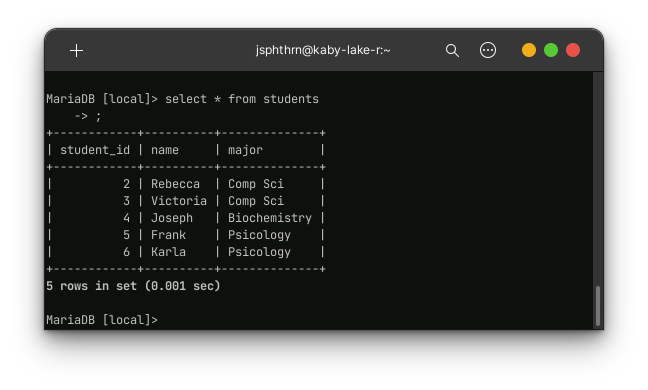 jsphthrn@kaby-lake-r:~
MariaDB [local]> select * from students
    -> ;
+------------+----------+--------------+
| student_id | name     | major        |
+------------+----------+--------------+
|          2 | Rebecca  | Comp Sci     |
|          3 | Victoria | Comp Sci     |
|          4 | Joseph   | Biochemistry |
|          5 | Frank    | Psicology    |
|          6 | Karla    | Psicology    |
+------------+----------+--------------+
5 rows in set (0.001 sec)
MariaDB [local]>